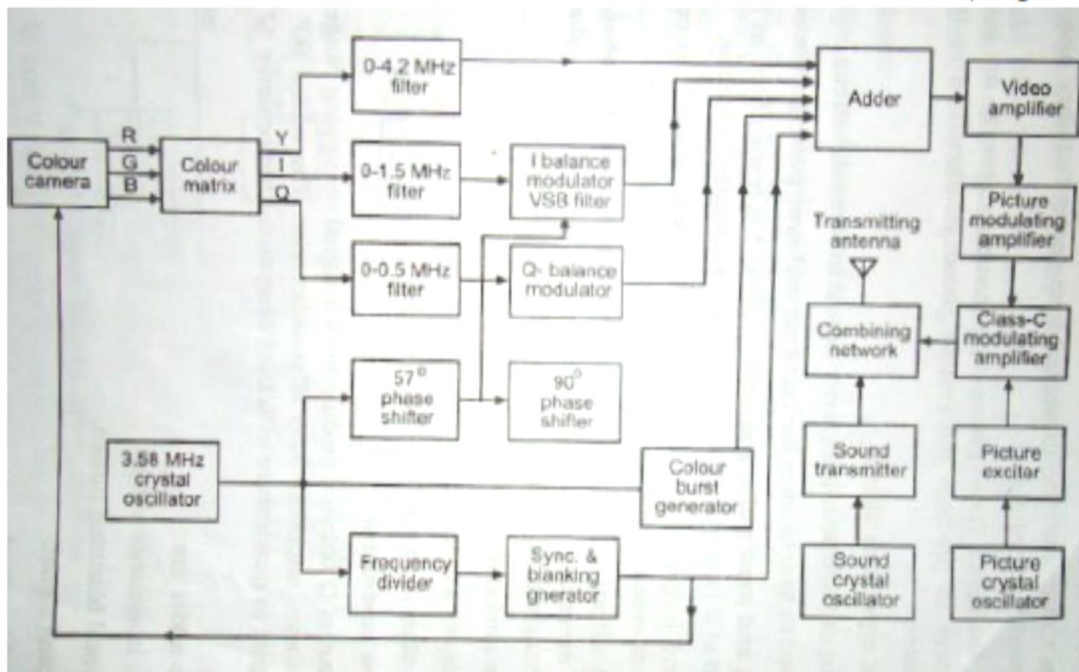 0-4.2 MHz
filter
Adder
Video
amplifier
R
G
B
Y
I
Q
Colour
camera
Colour
matrix
0-1.5 MHz
filter
I balance
modulator
VSB filter
Picture
modulating
amplifier
Transmitting
antenna
0-0.5 MHz
filter
Q- balance
modulator
Combining
network
Class-C
modulating
amplifier
57°
phase
shifter
90°
phase
shifter
3.58 MHz
crystal
oscillator
Colour
burst
generator
Sound
transmitter
Picture
exciter
Frequency
divider
Sync. &
blanking
gnerator
Sound
crystal
oscillator
Picture
crystal
oscillator